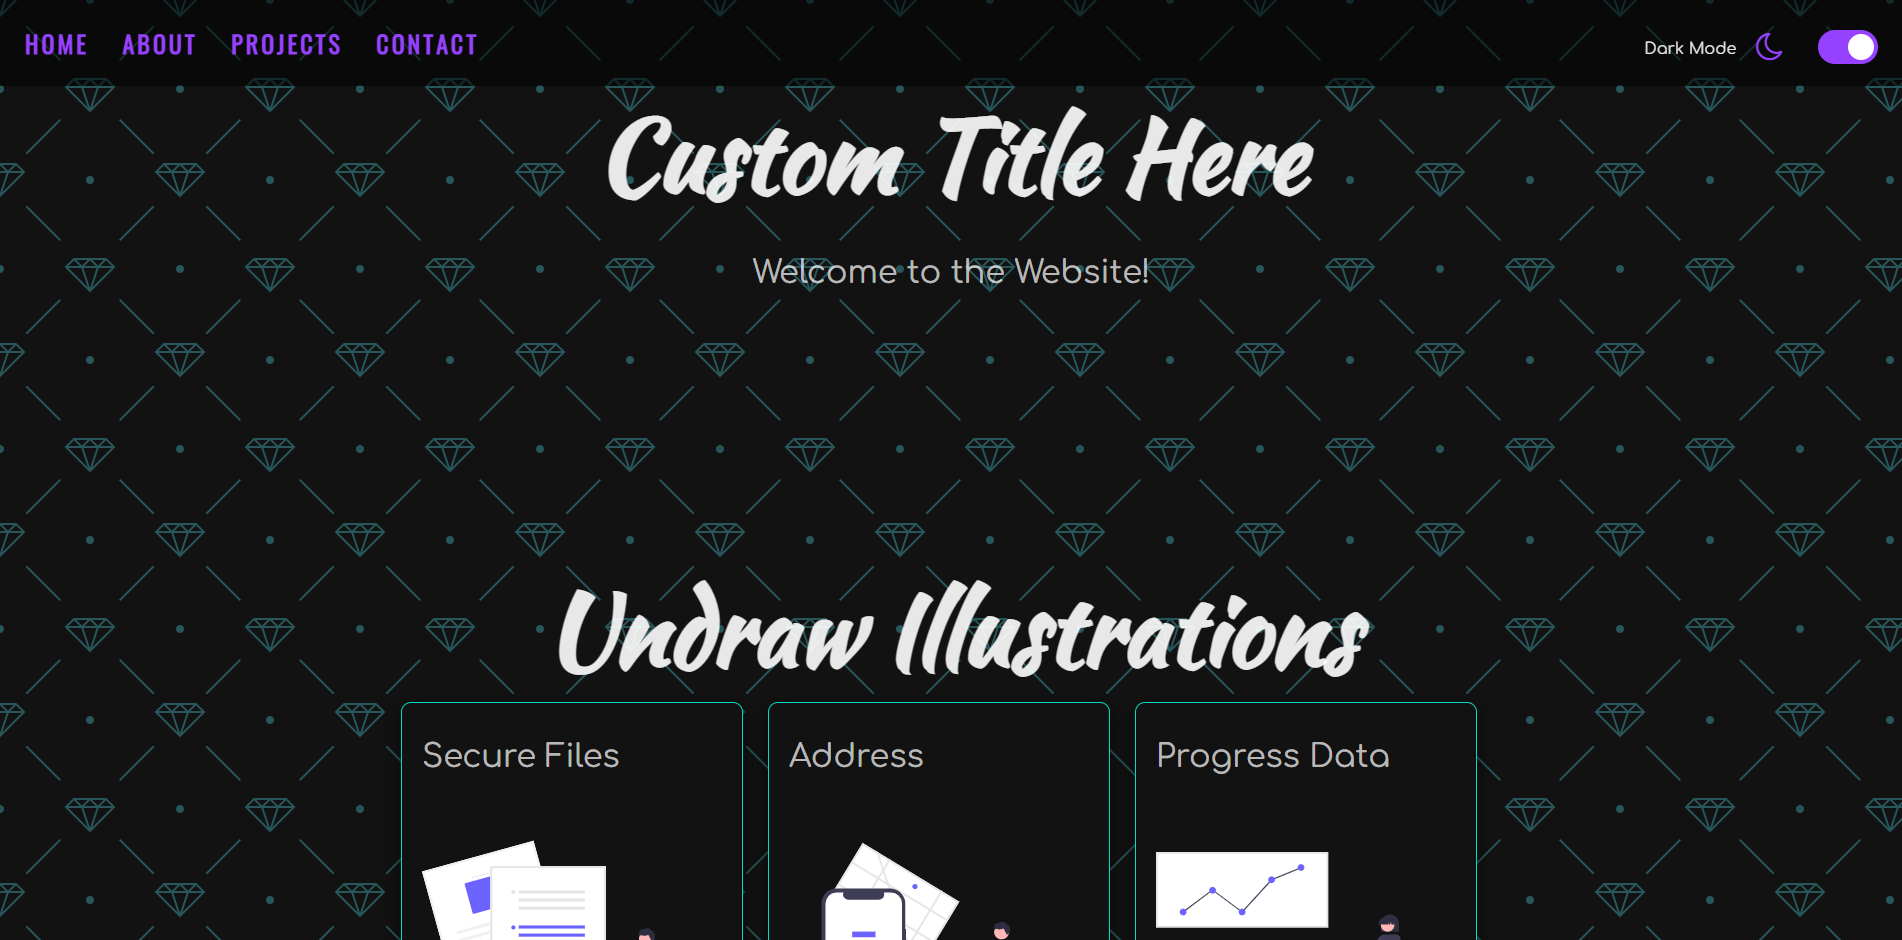 HOME ABOUT PROJECTS CONTACT Dark Mode
Custom Title Here
Welcome to the Website!
Undraw Illustrations
Secure Files Address Progress Data